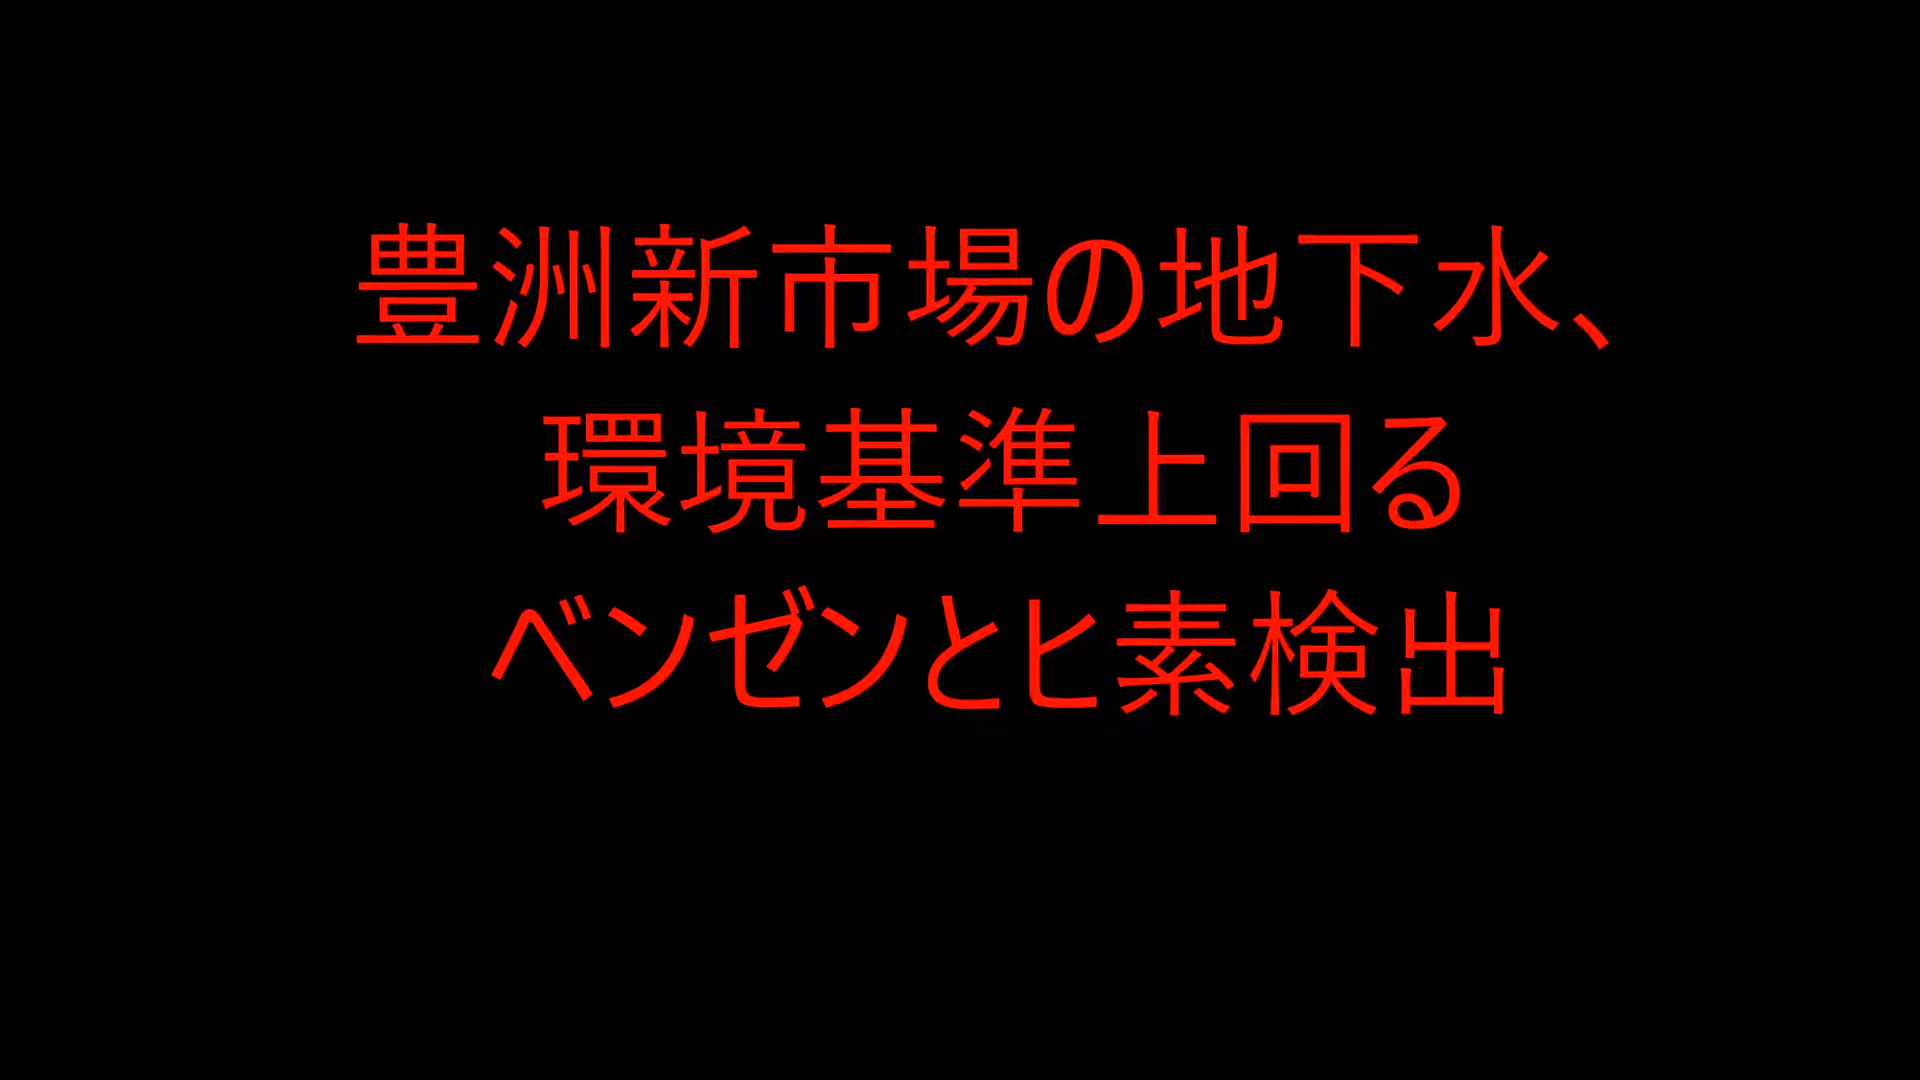 豊洲新市場の地下水、
環境基準上回る
ベンゼンとヒ素検出